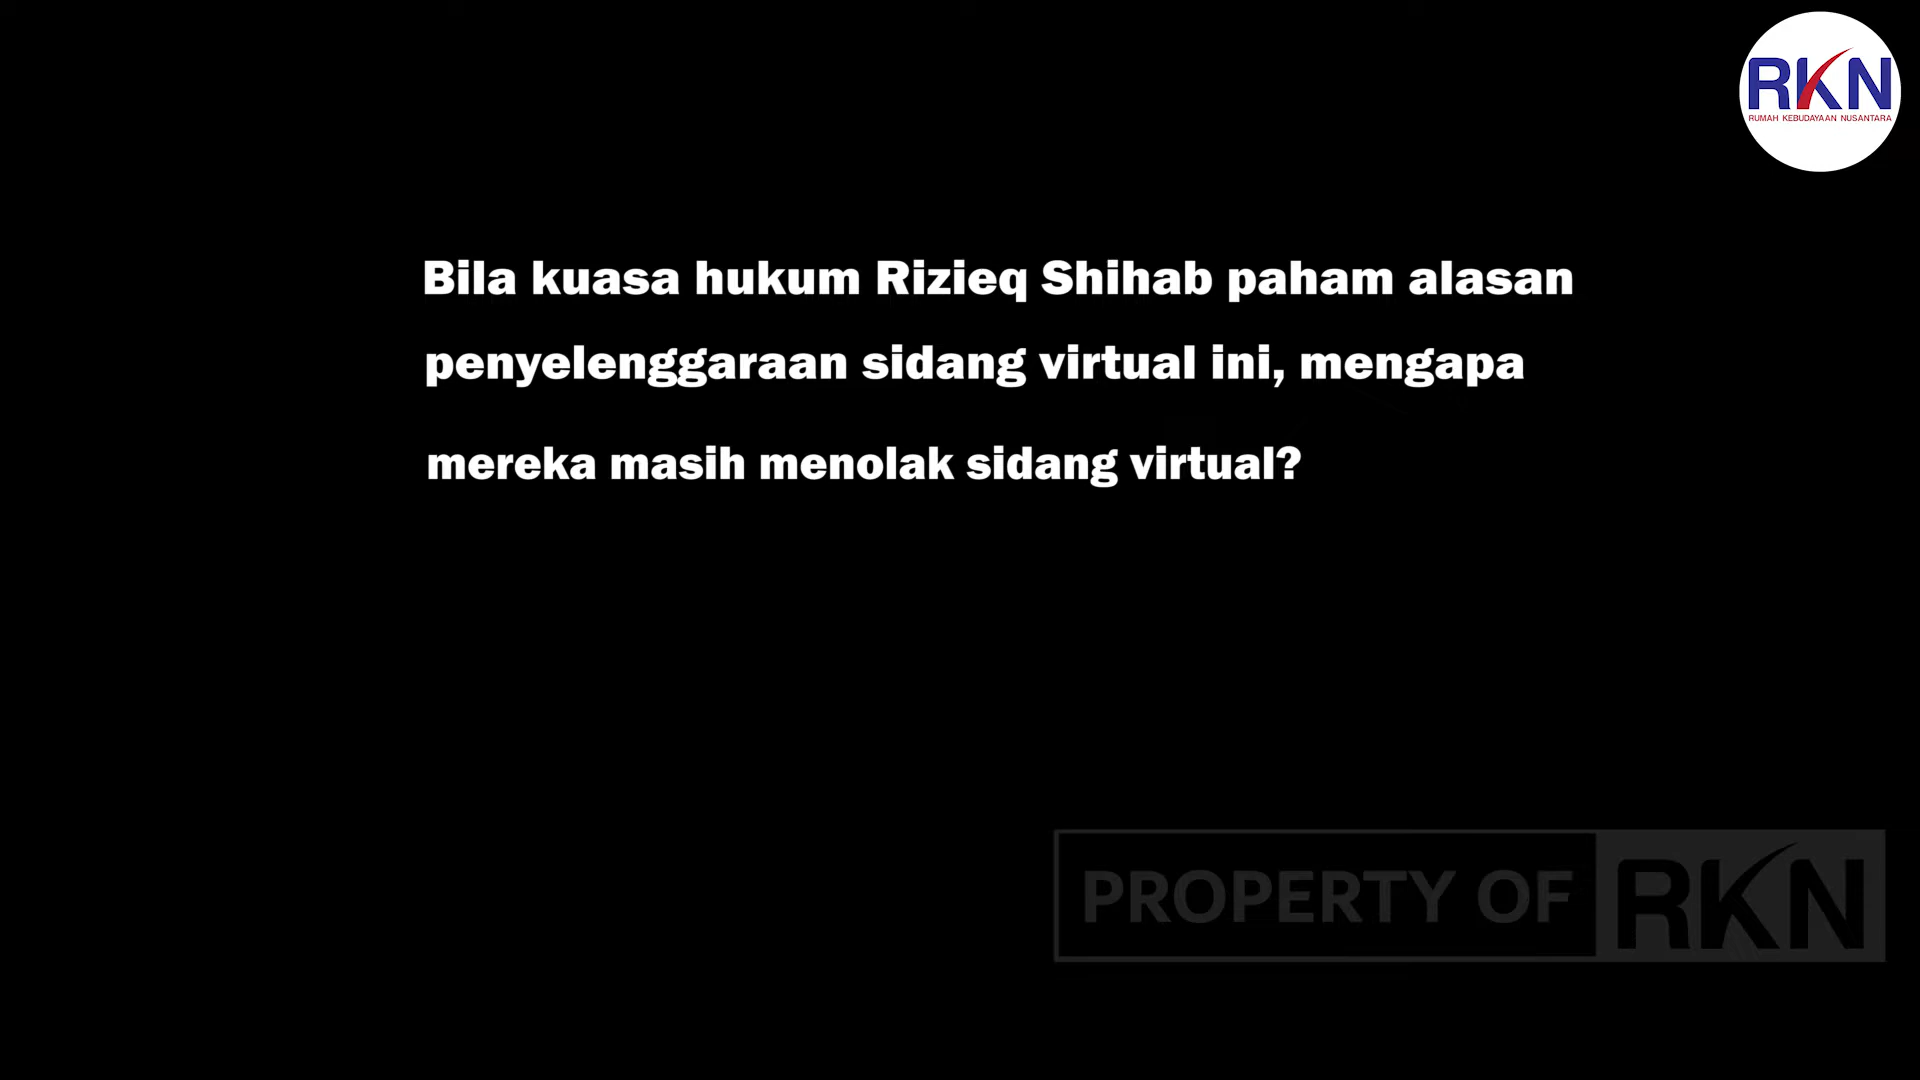 RKN
RUMAH KEBUDAYAAN NUSANTARA
Bila kuasa hukum Rizieq Shihab paham alasan
penyelenggaraan sidang virtual ini, mengapa
mereka masih menolak sidang virtual?
PROPERTY OF RKN